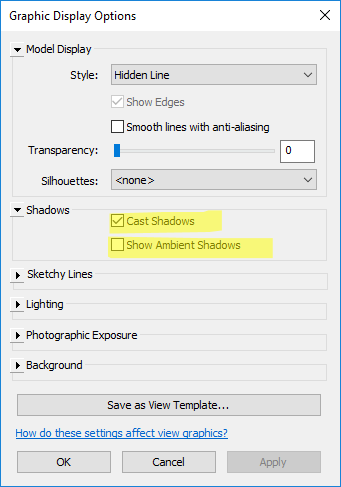 Graphic Display Options
Model Display
Style: Hidden Line
Show Edges
Smooth lines with anti-aliasing
Transparency: 0
Silhouettes: <none>
Shadows
Cast Shadows
Show Ambient Shadows
Sketchy Lines
Lighting
Photographic Exposure
Background
Save as View Template...
How do these settings affect view graphics?
OK Cancel Apply